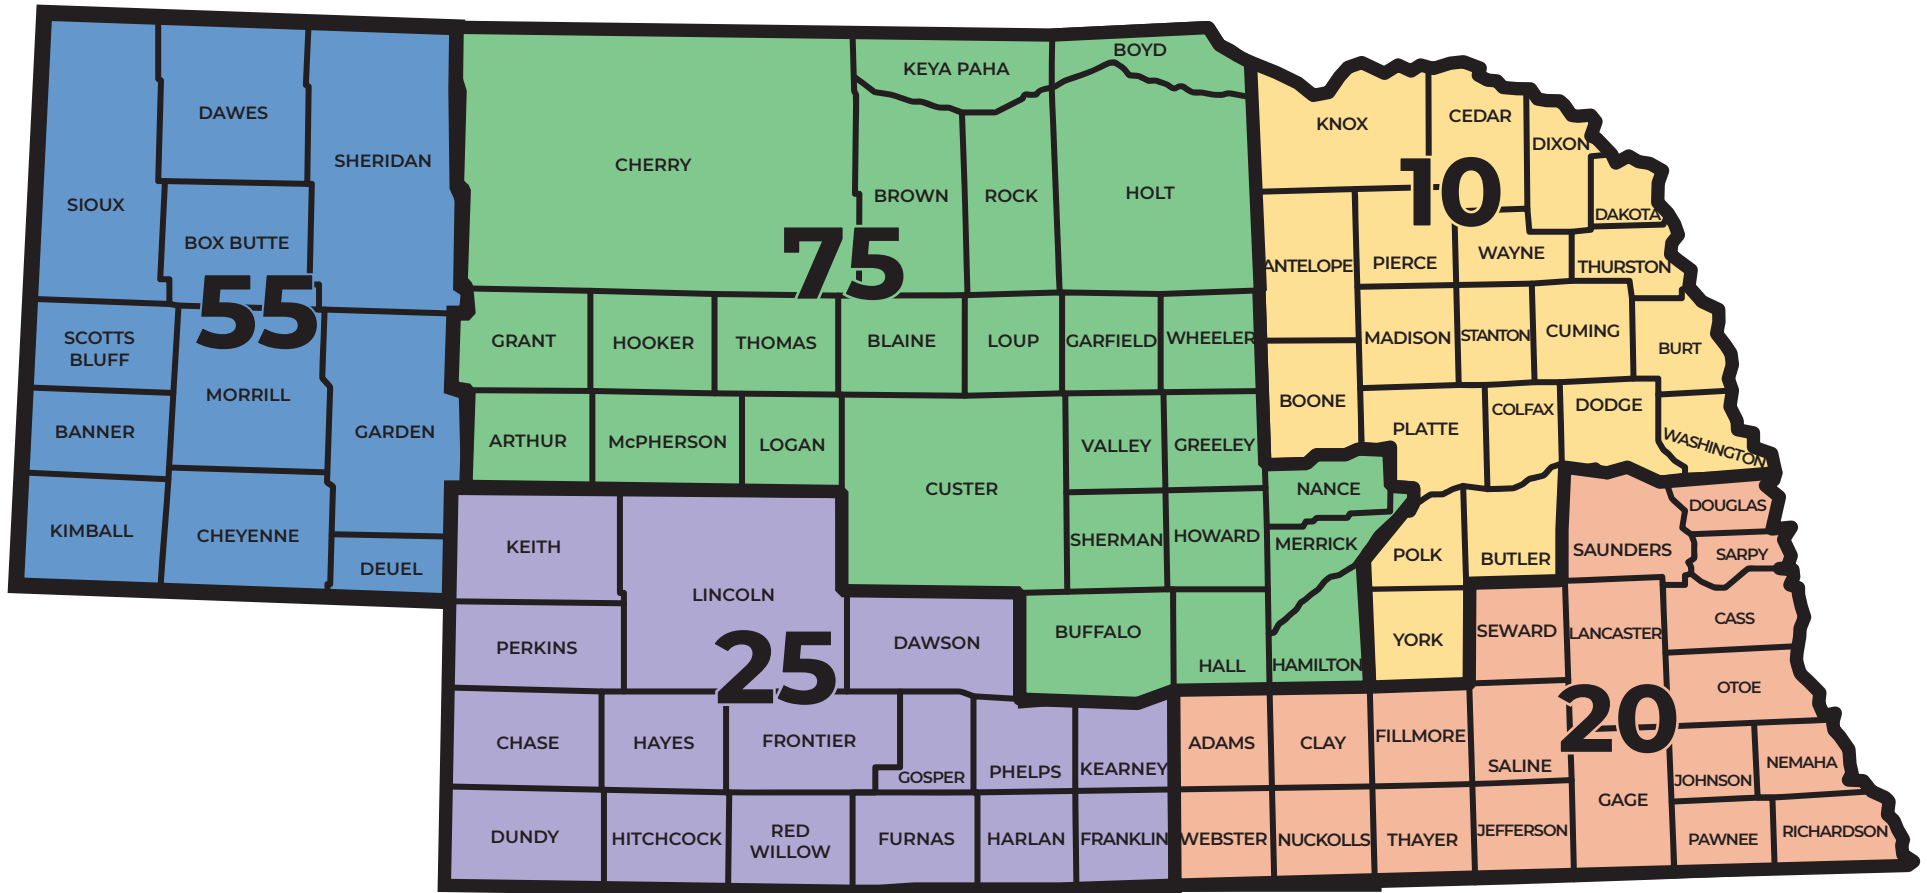 SIOUX
DAWES
SHERIDAN
BOX BUTTE
55
SCOTTS
BLUFF
MORRILL
GARDEN
BANNER
KIMBALL
CHEYENNE
DEUEL
CHERRY
KEYA PAHA
BOYD
BROWN
ROCK
HOLT
75
GRANT
HOOKER
THOMAS
BLAINE
LOUP
GARFIELD
WHEELER
ARTHUR
McPHERSON
LOGAN
CUSTER
VALLEY
GREELEY
SHERMAN
HOWARD
NANCE
MERRICK
BUFFALO
HALL
HAMILTON
KNOX
CEDAR
DIXON
DAKOTA
10
ANTELOPE
PIERCE
WAYNE
THURSTON
MADISON
STANTON
CUMING
BURT
BOONE
PLATTE
COLFAX
DODGE
WASHINGTON
POLK
BUTLER
YORK
KEITH
LINCOLN
PERKINS
DAWSON
25
CHASE
HAYES
FRONTIER
GOSPER
PHELPS
KEARNEY
DUNDY
HITCHCOCK
RED
WILLOW
FURNAS
HARLAN
FRANKLIN
DOUGLAS
SAUNDERS
SARPY
SEWARD
LANCASTER
CASS
OTOE
20
ADAMS
CLAY
FILLMORE
SALINE
GAGE
JOHNSON
NEMAHA
WEBSTER
NUCKOLLS
THAYER
JEFFERSON
PAWNEE
RICHARDSON